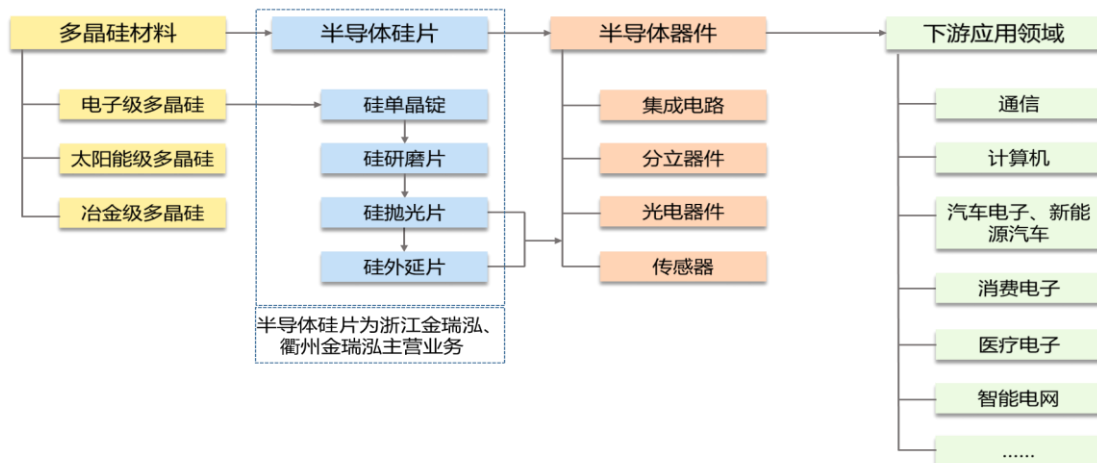 多晶硅材料
半导体硅片
半导体器件
下游应用领域
电子级多晶硅
太阳能级多晶硅
冶金级多晶硅
硅单晶锭
硅研磨片
硅抛光片
硅外延片
集成电路
分立器件
光电器件
传感器
通信
计算机
汽车电子、新能
源汽车
消费电子
医疗电子
智能电网
......
半导体硅片为浙江金瑞泓、
衢州金瑞泓主营业务